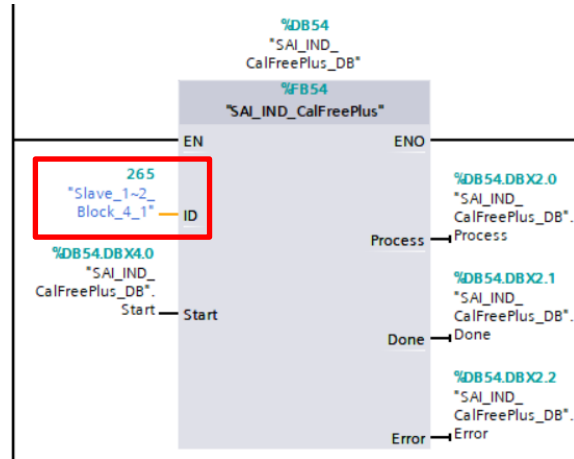 %DB54
"SAI_IND_
CalFreePlus_DB"
%FB54
"SAI_IND_CalFreePlus"
EN
ENO
265
"Slave_1~2_
Block_4_1"
ID
%DB54.DBX4.0
"SAI_IND_
CalFreePlus_DB".
Start
Start
%DB54.DBX2.0
"SAI_IND_
CalFreePlus_DB".
Process
Process
%DB54.DBX2.1
"SAI_IND_
CalFreePlus_DB".
Done
Done
%DB54.DBX2.2
"SAI_IND_
CalFreePlus_DB".
Error
Error